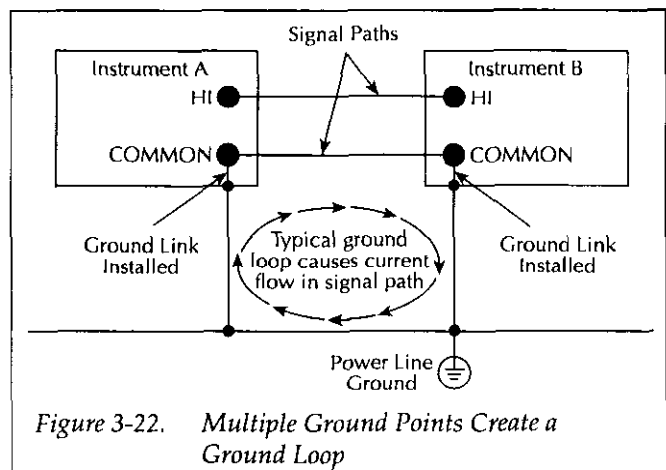 Signal Paths
Instrument A
Instrument B
HI
HI
COMMON
COMMON
Ground Link
Installed
Typical ground
loop causes current
flow in signal path
Ground Link
Installed
Power Line
Ground
Figure 3-22. Multiple Ground Points Create a
Ground Loop